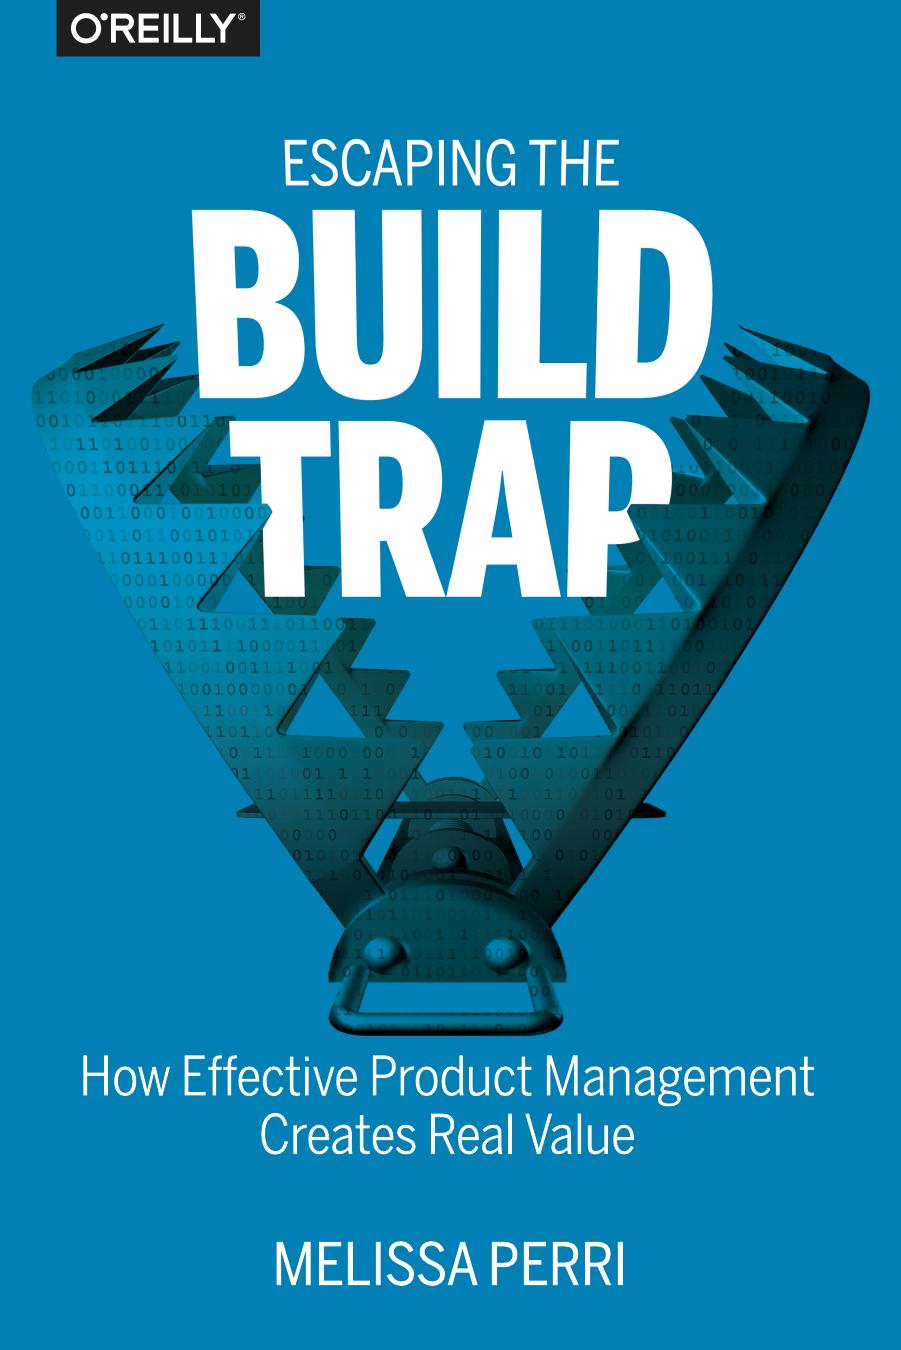 O'REILLY®
ESCAPING THE
BUILD
TRAP
How Effective Product Management
Creates Real Value
MELISSA PERRI